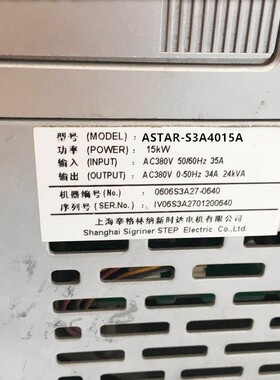 型号 (MODEL) : ASTAR-S3A4015A
功率 (POWER) : 15kW
输入 (INPUT) : AC380V 50/60Hz 35A
输出 (OUTPUT) : AC380V 0-50Hz 34A 24kVA
机器编号(No.) : 0606S3A27-0640
序列号(SER.No.) : IV06S3A2701200640
上海辛格林纳新时达电机有限公司
Shanghai Sigriner STEP Electric Co.,Ltd.